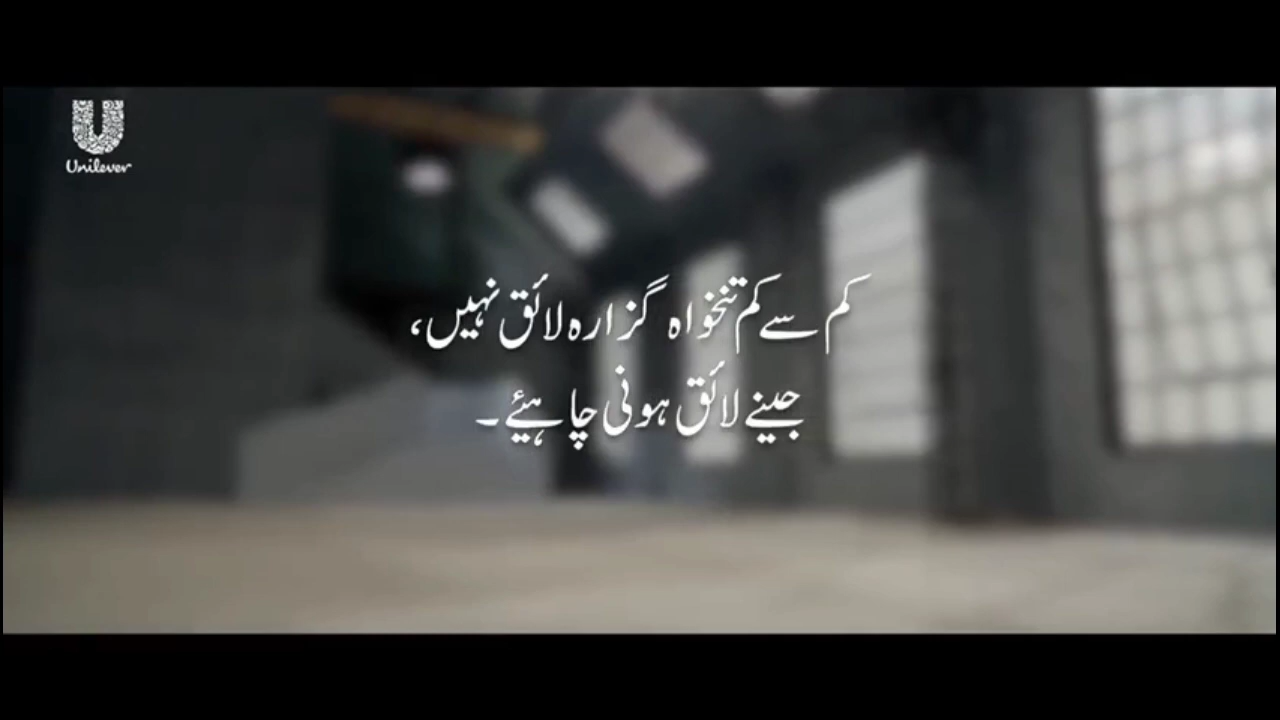 Unilever
کم سے کم تنخواہ گزارہ لائق نہیں،
جینے لائق ہونی چاہیئے۔